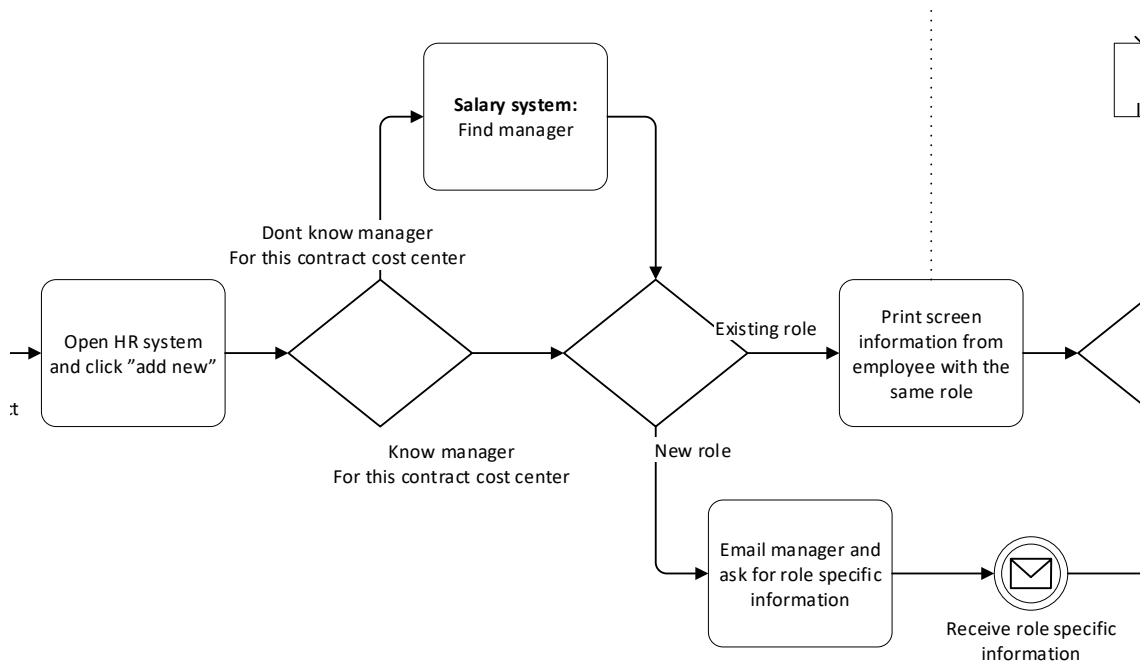 Salary system:
Find manager
Dont know manager
For this contract cost center
Open HR system
and click ”add new”
Existing role
Print screen
information from
employee with the
same role
Know manager
For this contract cost center
New role
Email manager and
ask for role specific
information
Receive role specific
information